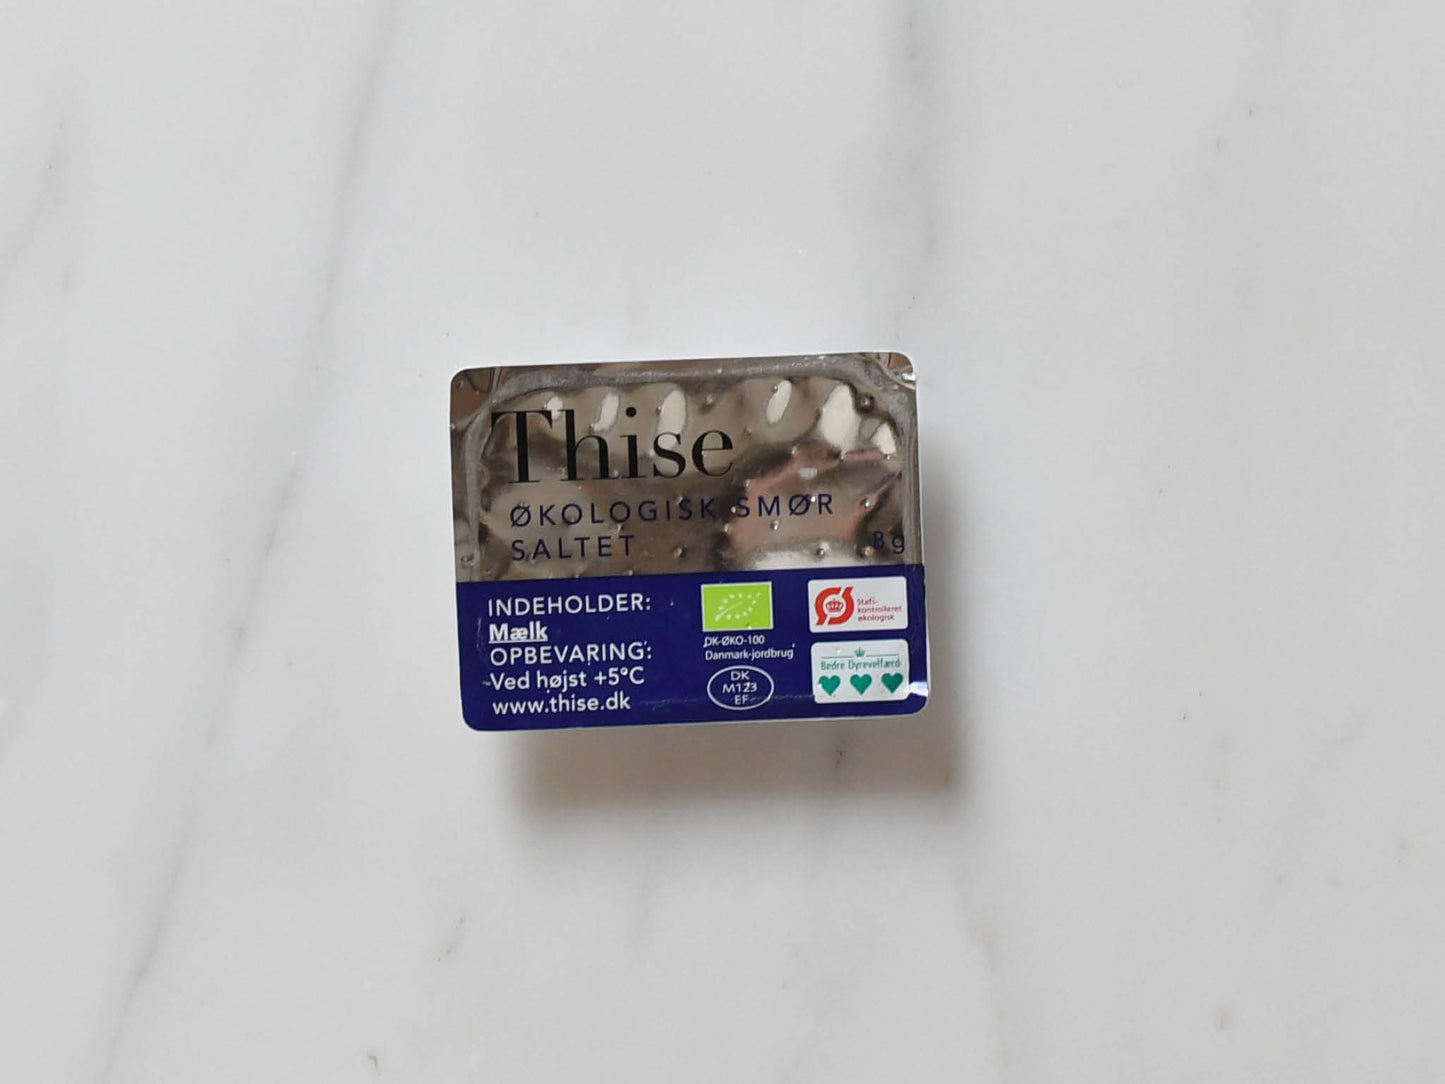 Thise
ØKOLOGISK SMØR
SALTET
8 g
INDEHOLDER:
Mælk
OPBEVARING:
Ved højst +5°C
www.thise.dk
DK-ØKO-100
Danmark-jordbrug
DK
M123
EF
Stats-
kontrolleret
økologisk
Bedre Dyrevelfærd